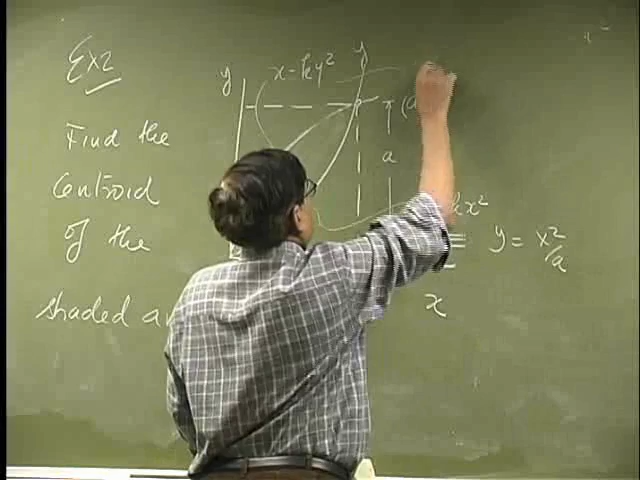 Ex2
y
x = ky²
y
Find the
a
Centroid
kx²
of the
y = x²/a
shaded
x